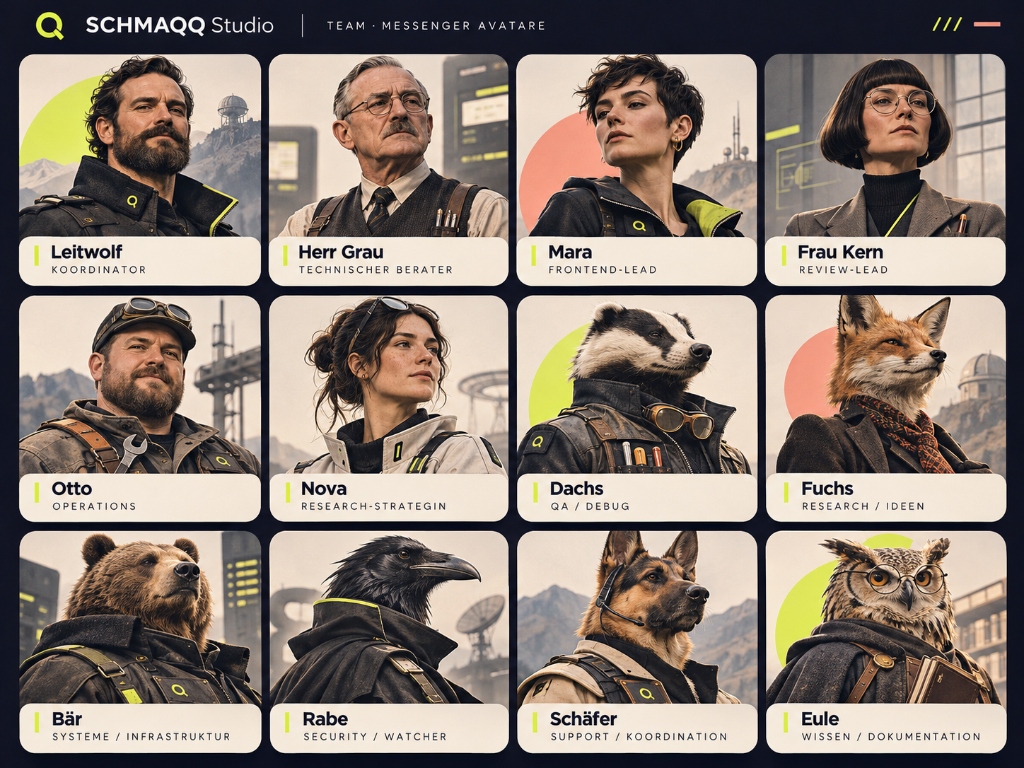 SCHMAQQ Studio
TEAM · MESSENGER AVATARE
Leitwolf
KOORDINATOR
Herr Grau
TECHNISCHER BERATER
Mara
FRONTEND-LEAD
Frau Kern
REVIEW-LEAD
Otto
OPERATIONS
Nova
RESEARCH-STRATEGIN
Dachs
QA / DEBUG
Fuchs
RESEARCH / IDEEN
Bär
SYSTEME / INFRASTRUKTUR
Rabe
SECURITY / WATCHER
Schäfer
SUPPORT / KOORDINATION
Eule
WISSEN / DOKUMENTATION